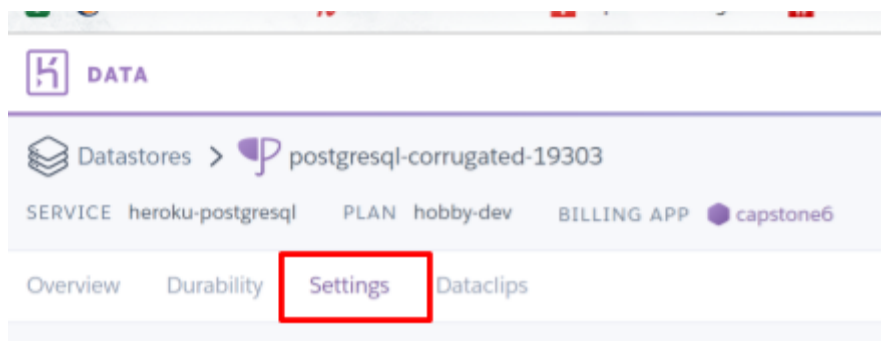 DATA
Datastores > postgresql-corrugated-19303
SERVICE heroku-postgresql PLAN hobby-dev BILLING APP capstone6
Overview Durability Settings Dataclips